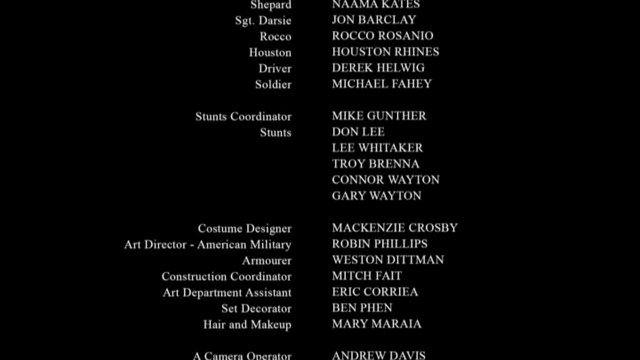 Shepard NAAMA KATES
Sgt. Darsie JON BARCLAY
Rocco ROCCO ROSANIO
Houston HOUSTON RHINES
Driver DEREK HELWIG
Soldier MICHAEL FAHEY
Stunts Coordinator MIKE GUNTHER
Stunts DON LEE
LEE WHITAKER
TROY BRENNA
CONNOR WAYTON
GARY WAYTON
Costume Designer MACKENZIE CROSBY
Art Director - American Military ROBIN PHILLIPS
Armourer WESTON DITTMAN
Construction Coordinator MITCH FAIT
Art Department Assistant ERIC CORRIEA
Set Decorator BEN PHEN
Hair and Makeup MARY MARAIA
A Camera Operator ANDREW DAVIS